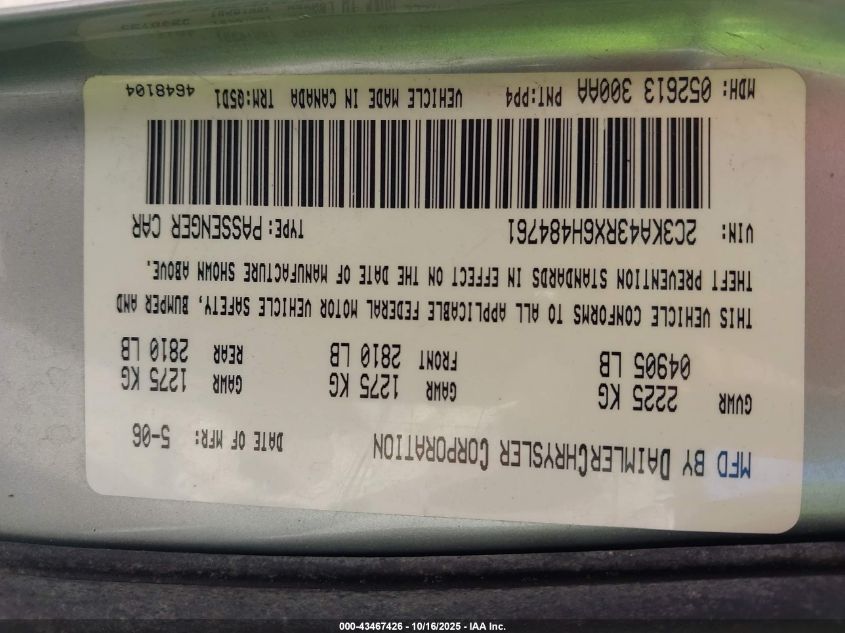 MFD BY DAIMLERCHRYSLER CORPORATION DATE OF MFR: 5-06
GVWR 2225 KG GAWR 1275 KG GAWR 1275 KG
04905 LB FRONT 2810 LB REAR 2810 LB
THIS VEHICLE CONFORMS TO ALL APPLICABLE FEDERAL MOTOR VEHICLE SAFETY, BUMPER AND
THEFT PREVENTION STANDARDS IN EFFECT ON THE DATE OF MANUFACTURE SHOWN ABOVE.
VIN: 2C3KA43RX6H484761 TYPE: PASSENGER CAR
MDH: 052613 300AA PNT: PP4 VEHICLE MADE IN CANADA TRM: Q5D1 4648104
000-43467426 - 10/16/2025 - IAA Inc.